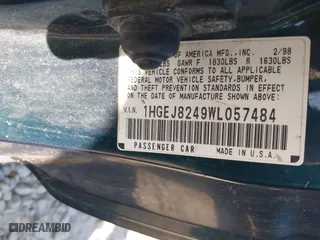 OF AMERICA MFG., INC. 2/98
LBS GAWR F 1830LBS R 1630LBS
THIS VEHICLE CONFORMS TO ALL APPLICABLE
FEDERAL MOTOR VEHICLE SAFETY, BUMPER,
AND THEFT PREVENTION STANDARDS IN
EFFECT ON THE DATE OF MANUFACTURE
SHOWN ABOVE.
V.I.N. 1HGEJ8249WL057484
PASSENGER CAR MADE IN U.S.A.
DREAMBID